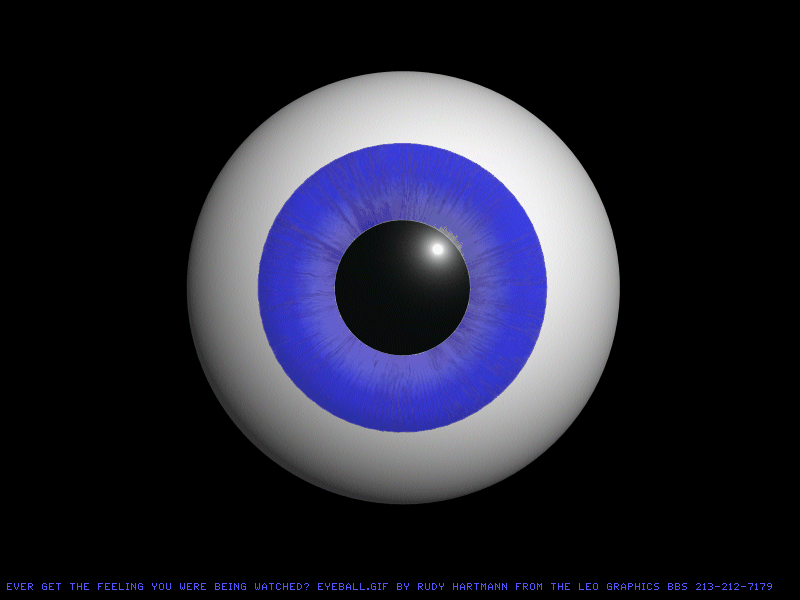 EVER GET THE FEELING YOU WERE BEING WATCHED? EYEBALL.GIF BY RUDY HARTMANN FROM THE LEO GRAPHICS BBS 213-212-7179